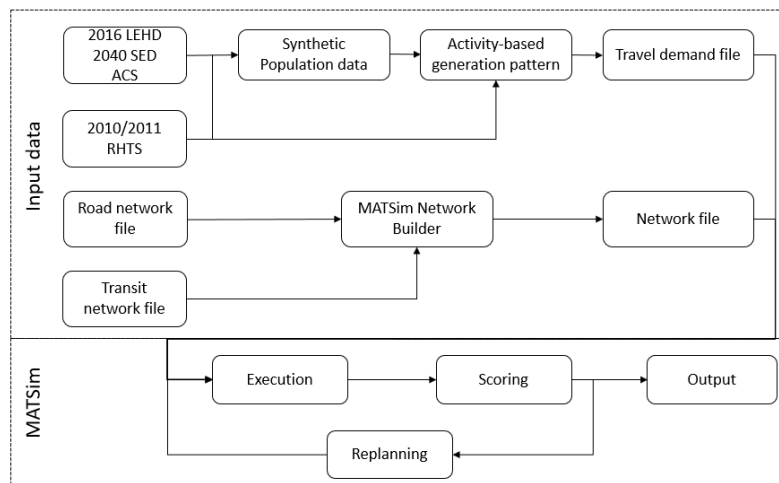 Input data
2016 LEHD
2040 SED
ACS
Synthetic
Population data
Activity-based
generation pattern
Travel demand file
2010/2011
RHTS
Road network
file
MATSim Network
Builder
Network file
Transit
network file
MATSim
Execution
Scoring
Output
Replanning